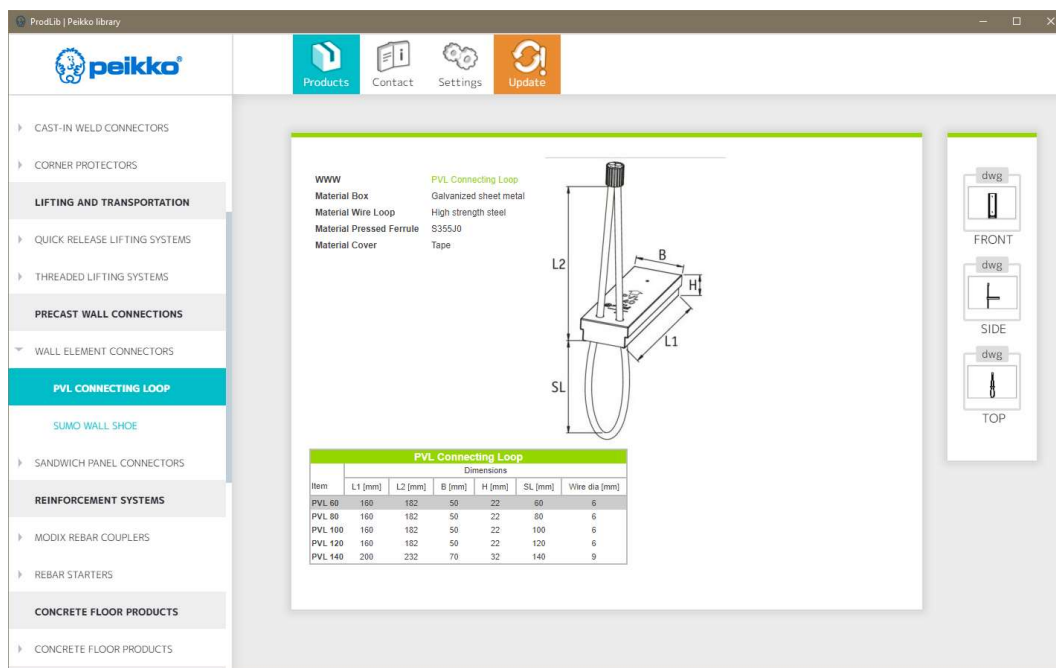 ProdLib | Peikko library
peikko
Products
Contact
Settings
Update
CAST-IN WELD CONNECTORS
CORNER PROTECTORS
LIFTING AND TRANSPORTATION
QUICK RELEASE LIFTING SYSTEMS
THREADED LIFTING SYSTEMS
PRECAST WALL CONNECTIONS
WALL ELEMENT CONNECTORS
PVL CONNECTING LOOP
SUMO WALL SHOE
SANDWICH PANEL CONNECTORS
REINFORCEMENT SYSTEMS
MODIX REBAR COUPLERS
REBAR STARTERS
CONCRETE FLOOR PRODUCTS
CONCRETE FLOOR PRODUCTS
WWW PVL Connecting Loop
Material Box Galvanized sheet metal
Material Wire Loop High strength steel
Material Pressed Ferrule S355J0
Material Cover Tape
L2
B
H
L1
SL
PVL Connecting Loop
Dimensions
Item L1 [mm] L2 [mm] B [mm] H [mm] SL [mm] Wire dia [mm]
PVL 60 160 182 50 22 60 6
PVL 80 160 182 50 22 80 6
PVL 100 160 182 50 22 100 6
PVL 120 160 182 50 22 120 6
PVL 140 200 232 70 32 140 9
dwg
FRONT
dwg
SIDE
dwg
TOP